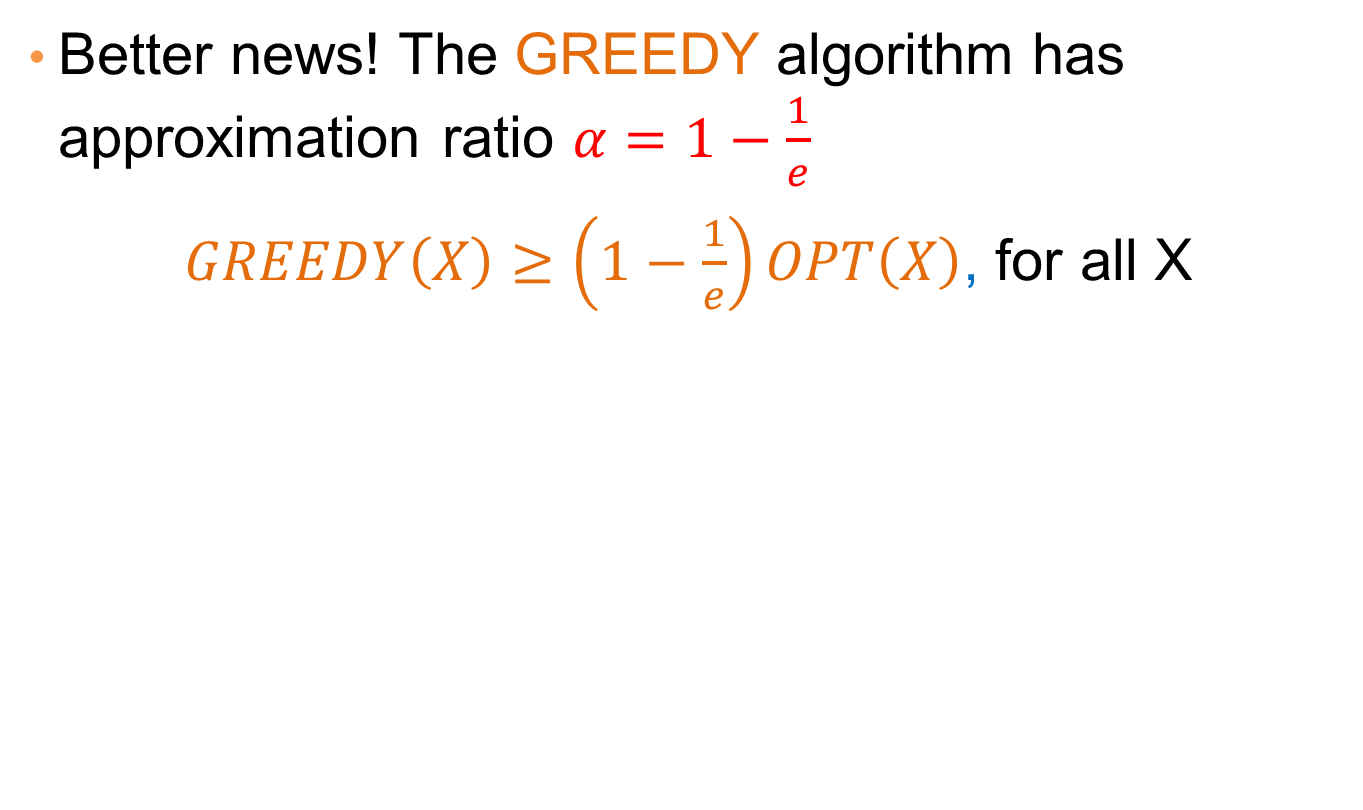 • Better news! The GREEDY algorithm has
approximation ratio α = 1 − 1/e
GREEDY(X) ≥ (1 − 1/e) OPT(X), for all X